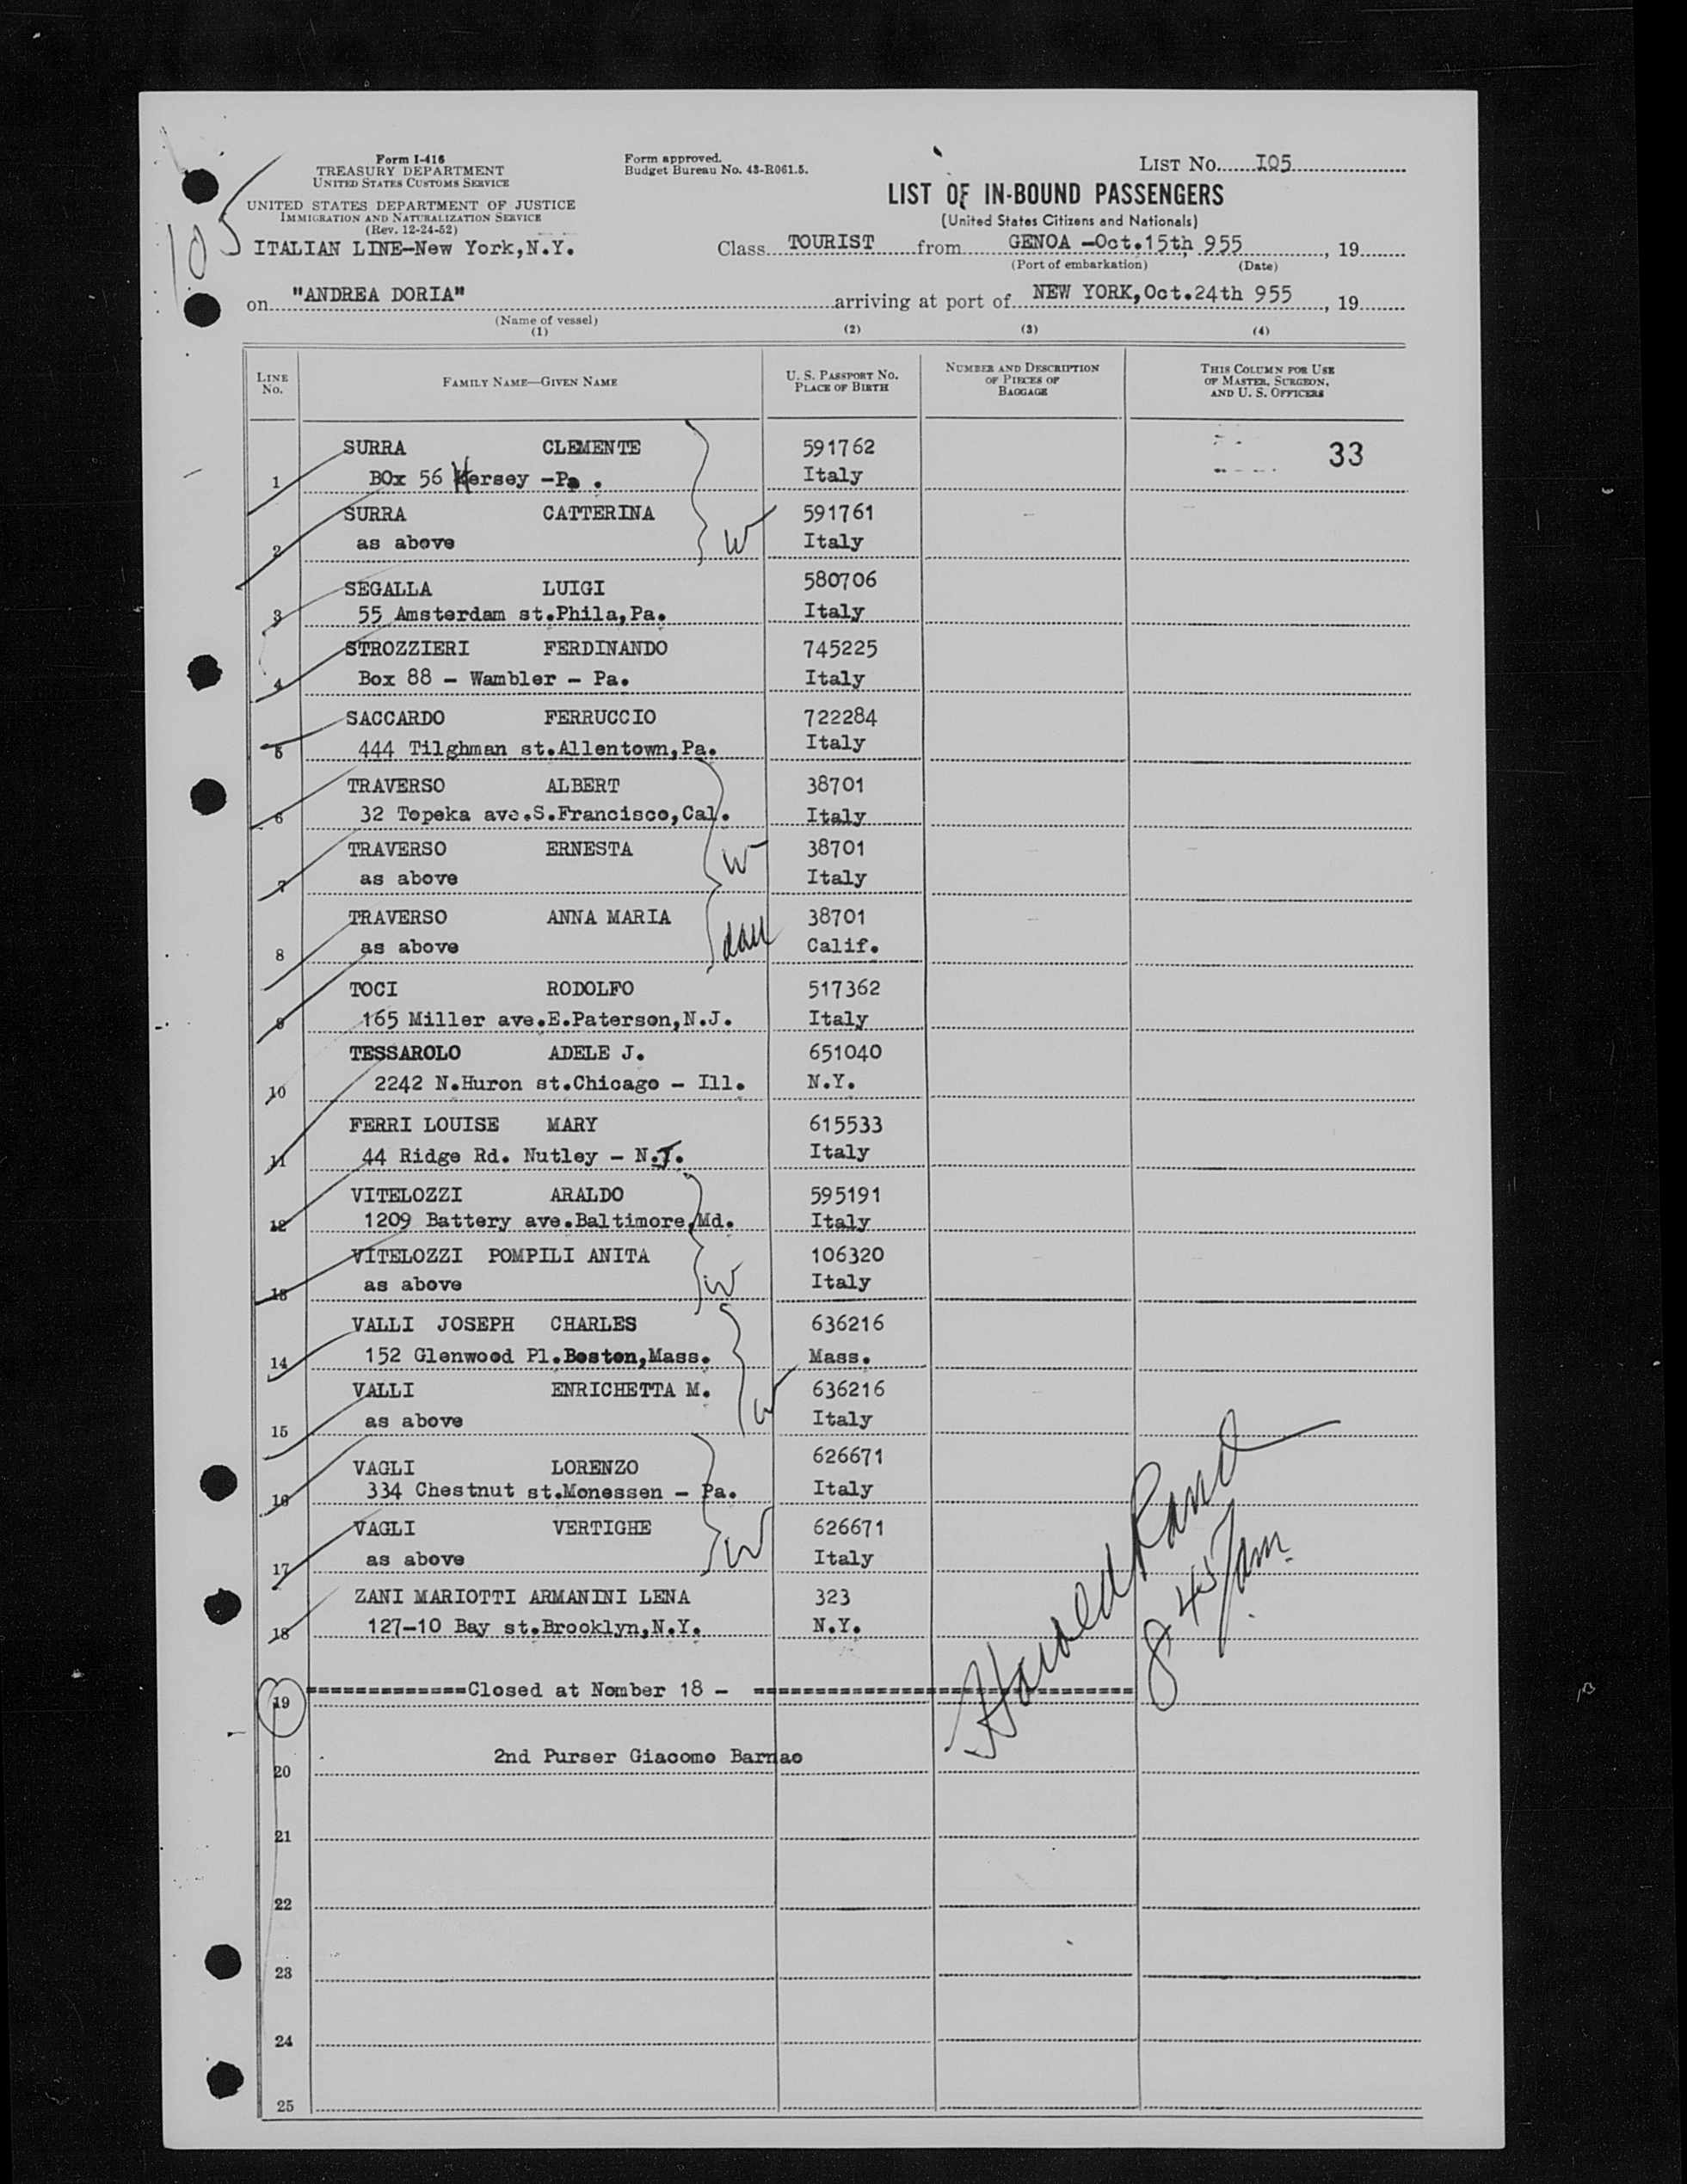 Form I-416
TREASURY DEPARTMENT
UNITED STATES CUSTOMS SERVICE
UNITED STATES DEPARTMENT OF JUSTICE
IMMIGRATION AND NATURALIZATION SERVICE
(Rev. 12-24-52)
ITALIAN LINE-New York,N.Y.
105
Form approved.
Budget Bureau No. 43-R061.5.
LIST NO. I05
LIST OF IN-BOUND PASSENGERS
(United States Citizens and Nationals)
Class TOURIST from GENOA -Oct.15th, 955, 19
(Port of embarkation) (Date)
on "ANDREA DORIA" arriving at port of NEW YORK,Oct.24th 955, 19
(Name of vessel)
(1) (2) (3) (4)
LINE NO. FAMILY NAME—GIVEN NAME U. S. PASSPORT NO. PLACE OF BIRTH NUMBER AND DESCRIPTION OF PIECES OF BAGGAGE THIS COLUMN FOR USE OF MASTER, SURGEON, AND U. S. OFFICERS
SURRA CLEMENTE 591762 33
1 BOx 56 Kersey -Pa . Italy
SURRA CATTERINA 591761
2 as above W Italy
SEGALLA LUIGI 580706
3 55 Amsterdam st.Phila,Pa. Italy
STROZZIERI FERDINANDO 745225
4 Box 88 - Wambler - Pa. Italy
SACCARDO FERRUCCIO 722284
5 444 Tilghman st.Allentown,Pa. Italy
TRAVERSO ALBERT 38701
6 32 Topeka ave.S.Francisco,Cal. Italy
TRAVERSO ERNESTA W 38701
7 as above Italy
TRAVERSO ANNA MARIA 38701
8 as above dau Calif.
TOCI RODOLFO 517362
9 165 Miller ave.E.Paterson,N.J. Italy
TESSAROLO ADELE J. 651040
10 2242 N.Huron st.Chicago - Ill. N.Y.
FERRI LOUISE MARY 615533
11 44 Ridge Rd. Nutley - N.J. Italy
VITELOZZI ARALDO 595191
12 1209 Battery ave.Baltimore,Md. Italy
VITELOZZI POMPILI ANITA 106320
13 as above W Italy
VALLI JOSEPH CHARLES 636216
14 152 Glenwood Pl.Boston,Mass. Mass.
VALLI ENRICHETTA M. 636216
15 as above W Italy
VAGLI LORENZO 626671
16 334 Chestnut st.Monessen - Pa. Italy
VAGLI VERTIGHE 626671
17 as above W Italy
ZANI MARIOTTI ARMANINI LENA 323
18 127-10 Bay st.Brooklyn,N.Y. N.Y.
Harold Rand
8 45/am
19 =============Closed at Nomber 18 - ==============================
2nd Purser Giacomo Barnao
20
21
22
23
24
25